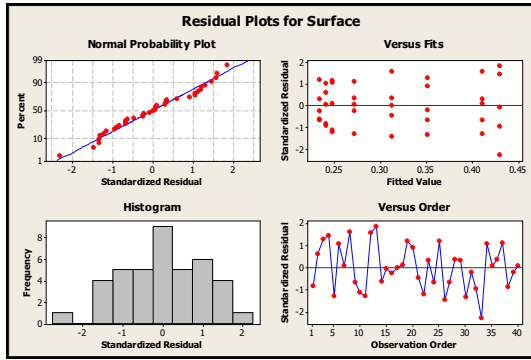 Residual Plots for Surface
Normal Probability Plot
Versus Fits
99
90
50
10
1
Percent
-2 -1 0 1 2
Standardized Residual
2
1
0
-1
-2
Standardized Residual
0.25 0.30 0.35 0.40 0.45
Fitted Value
Histogram
Versus Order
8
6
4
2
0
Frequency
-2 -1 0 1 2
Standardized Residual
2
1
0
-1
-2
Standardized Residual
1 5 10 15 20 25 30 35 40
Observation Order